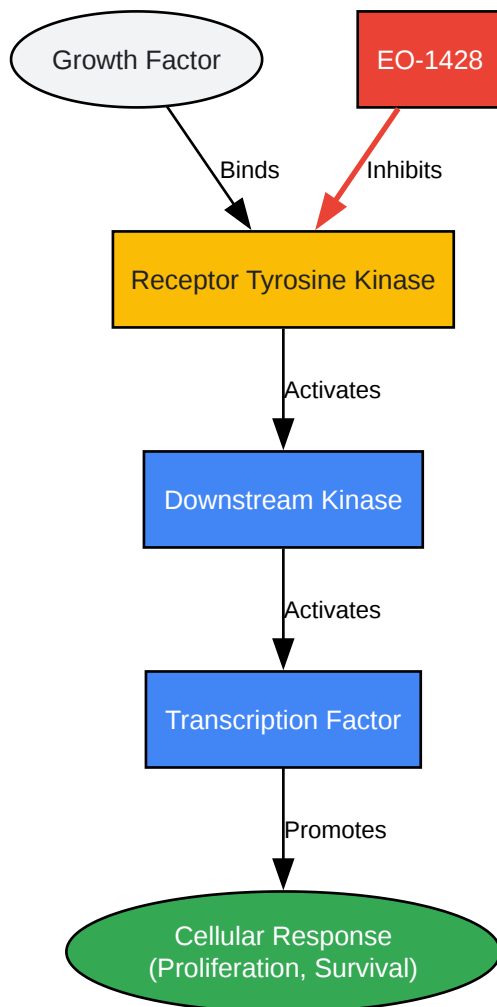 Growth Factor
EO-1428
Binds
Inhibits
Receptor Tyrosine Kinase
Activates
Downstream Kinase
Activates
Transcription Factor
Promotes
Cellular Response
(Proliferation, Survival)